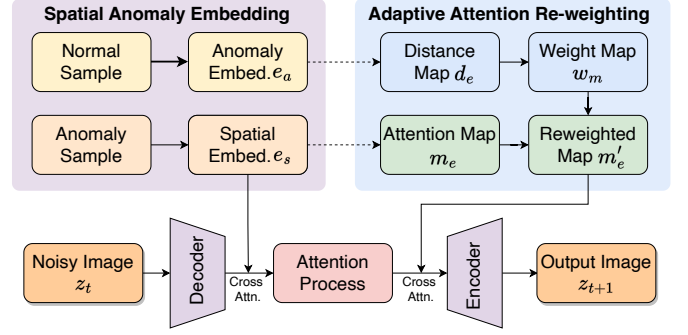 Spatial Anomaly Embedding
Adaptive Attention Re-weighting
Normal
Sample
Anomaly
Embed. e_a
Distance
Map d_e
Weight Map
w_m
Anomaly
Sample
Spatial
Embed. e_s
Attention Map
m_e
Reweighted
Map m'_e
Noisy Image
z_t
Decoder
Cross
Attn.
Attention
Process
Cross
Attn.
Encoder
Output Image
z_{t+1}